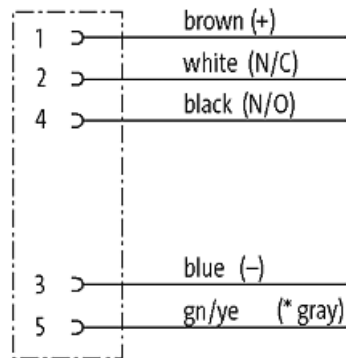 1 brown (+)
2 white (N/C)
4 black (N/O)
3 blue (–)
5 gn/ye (* gray)